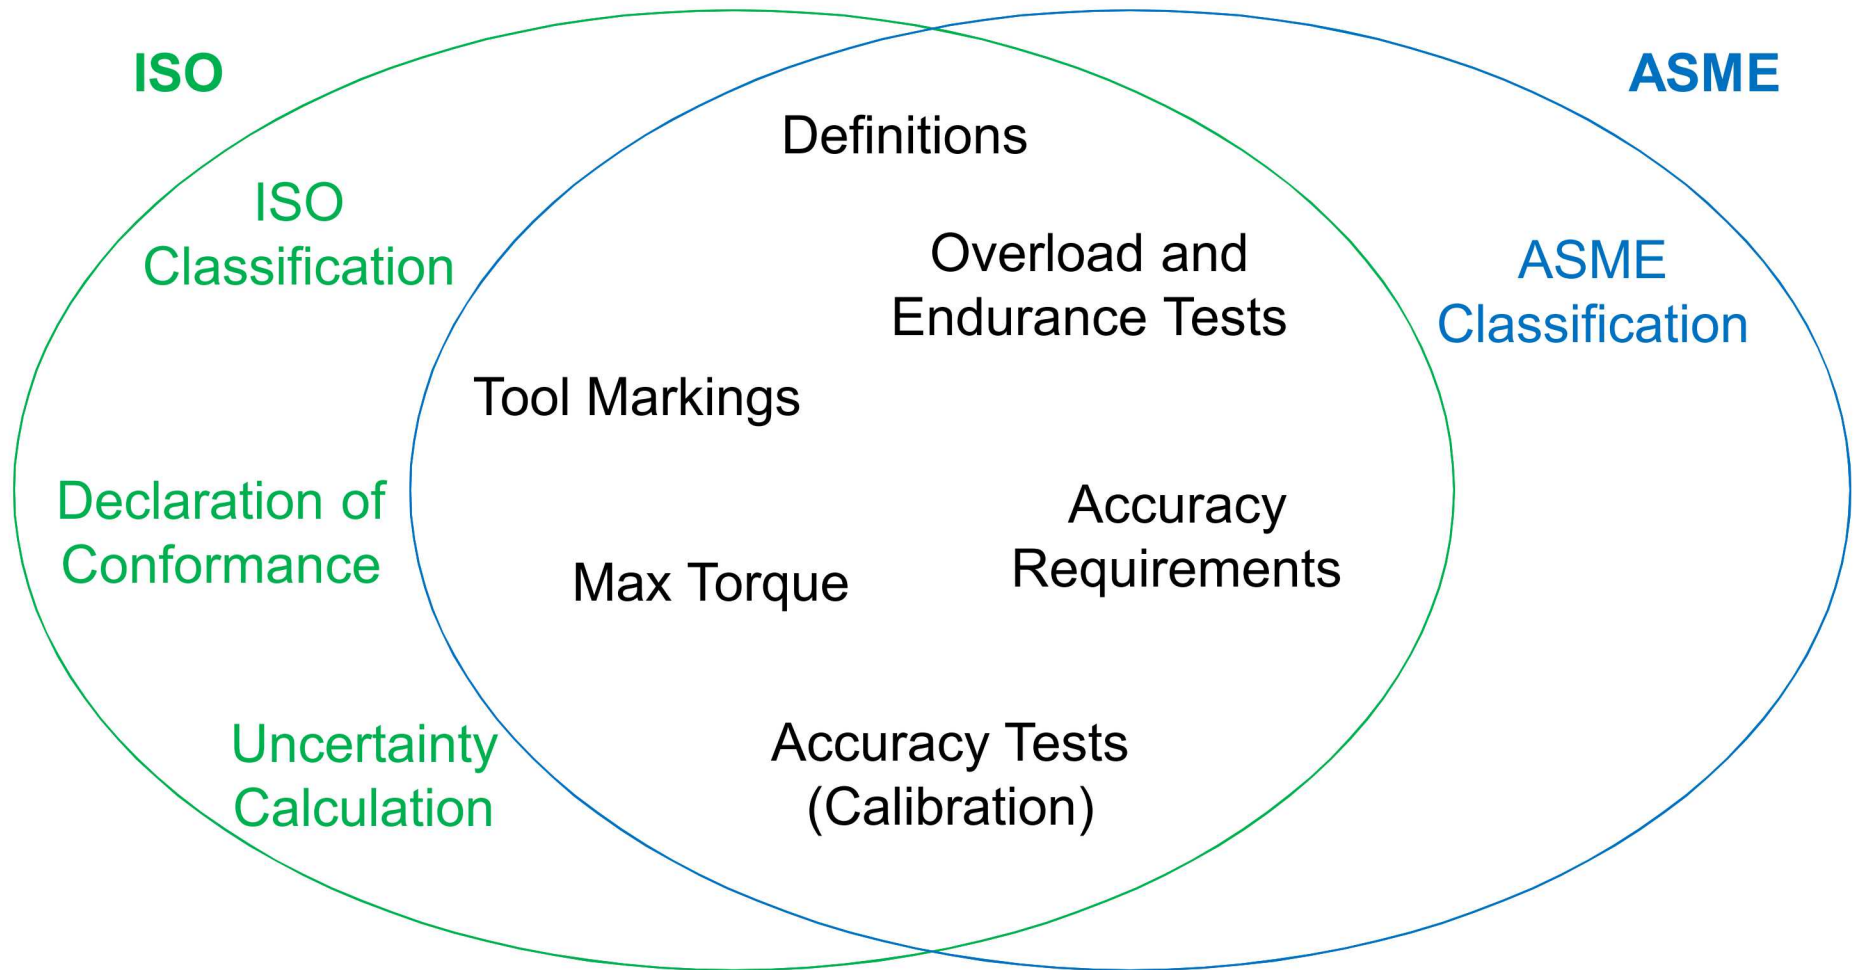 ISO
ASME
Definitions
ISO
Classification
Overload and
Endurance Tests
ASME
Classification
Tool Markings
Declaration of
Conformance
Max Torque
Accuracy
Requirements
Uncertainty
Calculation
Accuracy Tests
(Calibration)